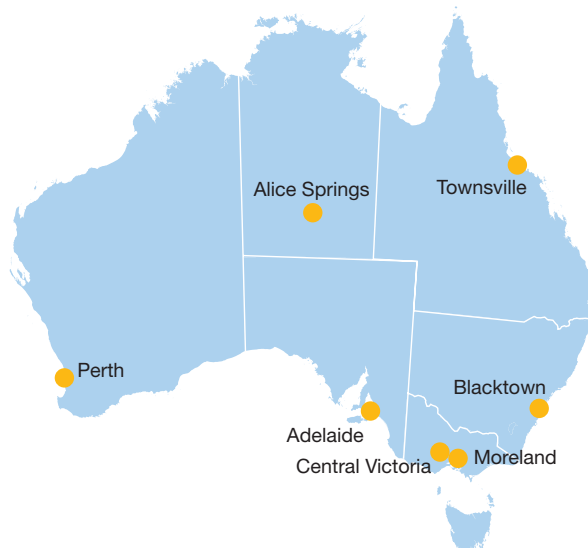 Alice Springs
Townsville
Perth
Blacktown
Adelaide
Central Victoria
Moreland